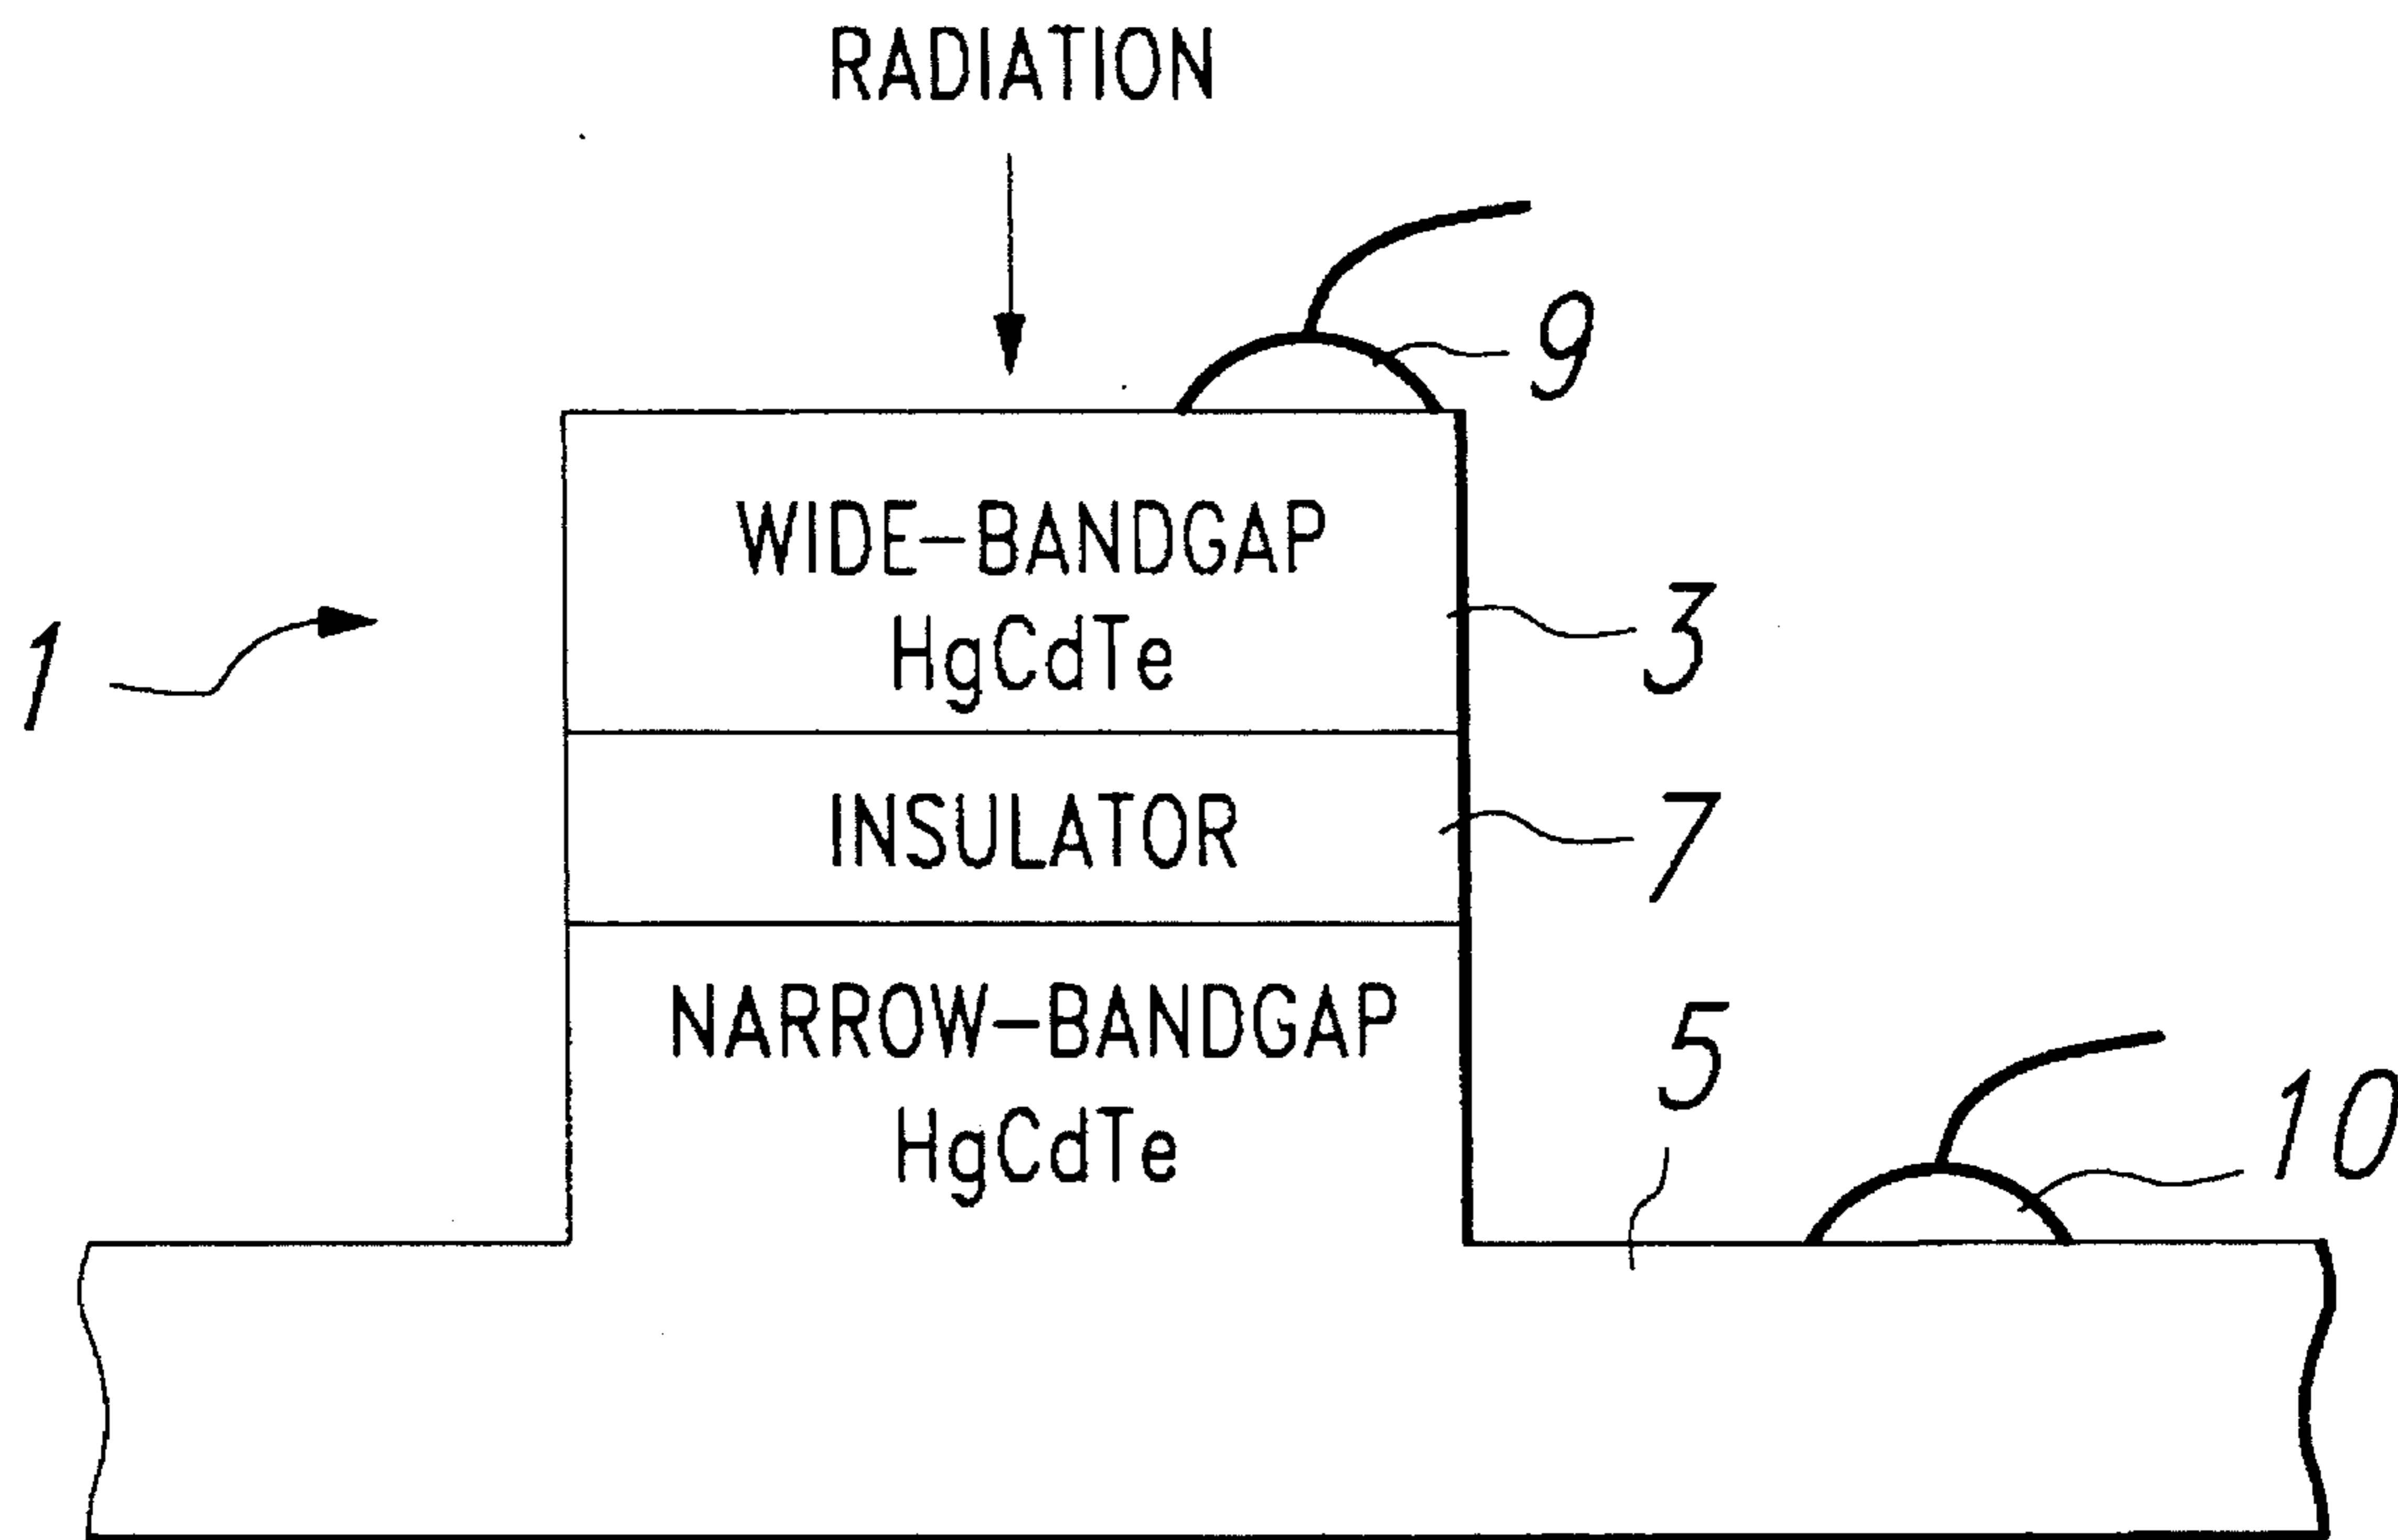 RADIATION
9
WIDE-BANDGAP
HgCdTe
3
1
INSULATOR
7
NARROW-BANDGAP
HgCdTe
5
10